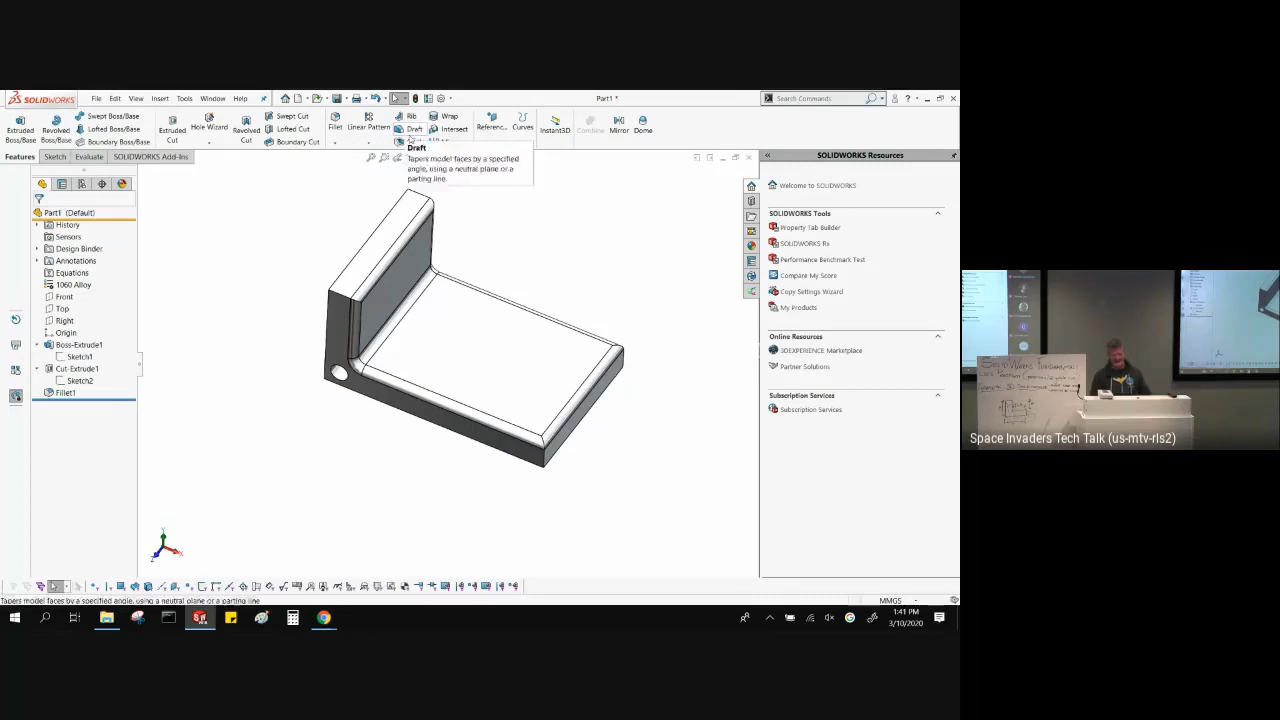 SOLIDWORKS
File Edit View Insert Tools Window Help
Part1 *
Search Commands
Extruded Boss/Base
Revolved Boss/Base
Swept Boss/Base
Lofted Boss/Base
Boundary Boss/Base
Extruded Cut
Hole Wizard
Revolved Cut
Swept Cut
Lofted Cut
Boundary Cut
Fillet
Linear Pattern
Rib
Draft
Wrap
Intersect
Referenc...
Curves
Instant3D
Combine
Mirror
Dome
Features Sketch Evaluate SOLIDWORKS Add-Ins
Draft
Tapers model faces by a specified
angle, using a neutral plane or a
parting line.
Part1 (Default)
History
Sensors
Design Binder
Annotations
Equations
1060 Alloy
Front
Top
Right
Origin
Boss-Extrude1
Sketch1
Cut-Extrude1
Sketch2
Fillet1
Y
X
Z
SOLIDWORKS Resources
Welcome to SOLIDWORKS
SOLIDWORKS Tools
Property Tab Builder
SOLIDWORKS Rx
Performance Benchmark Test
Compare My Score
Copy Settings Wizard
My Products
Online Resources
3DEXPERIENCE Marketplace
Partner Solutions
Subscription Services
Subscription Services
Tapers model faces by a specified angle, using a neutral plane or a parting line
MMGS
1:41 PM
3/10/2020
Space Invaders Tech Talk (us-mtv-rls2)